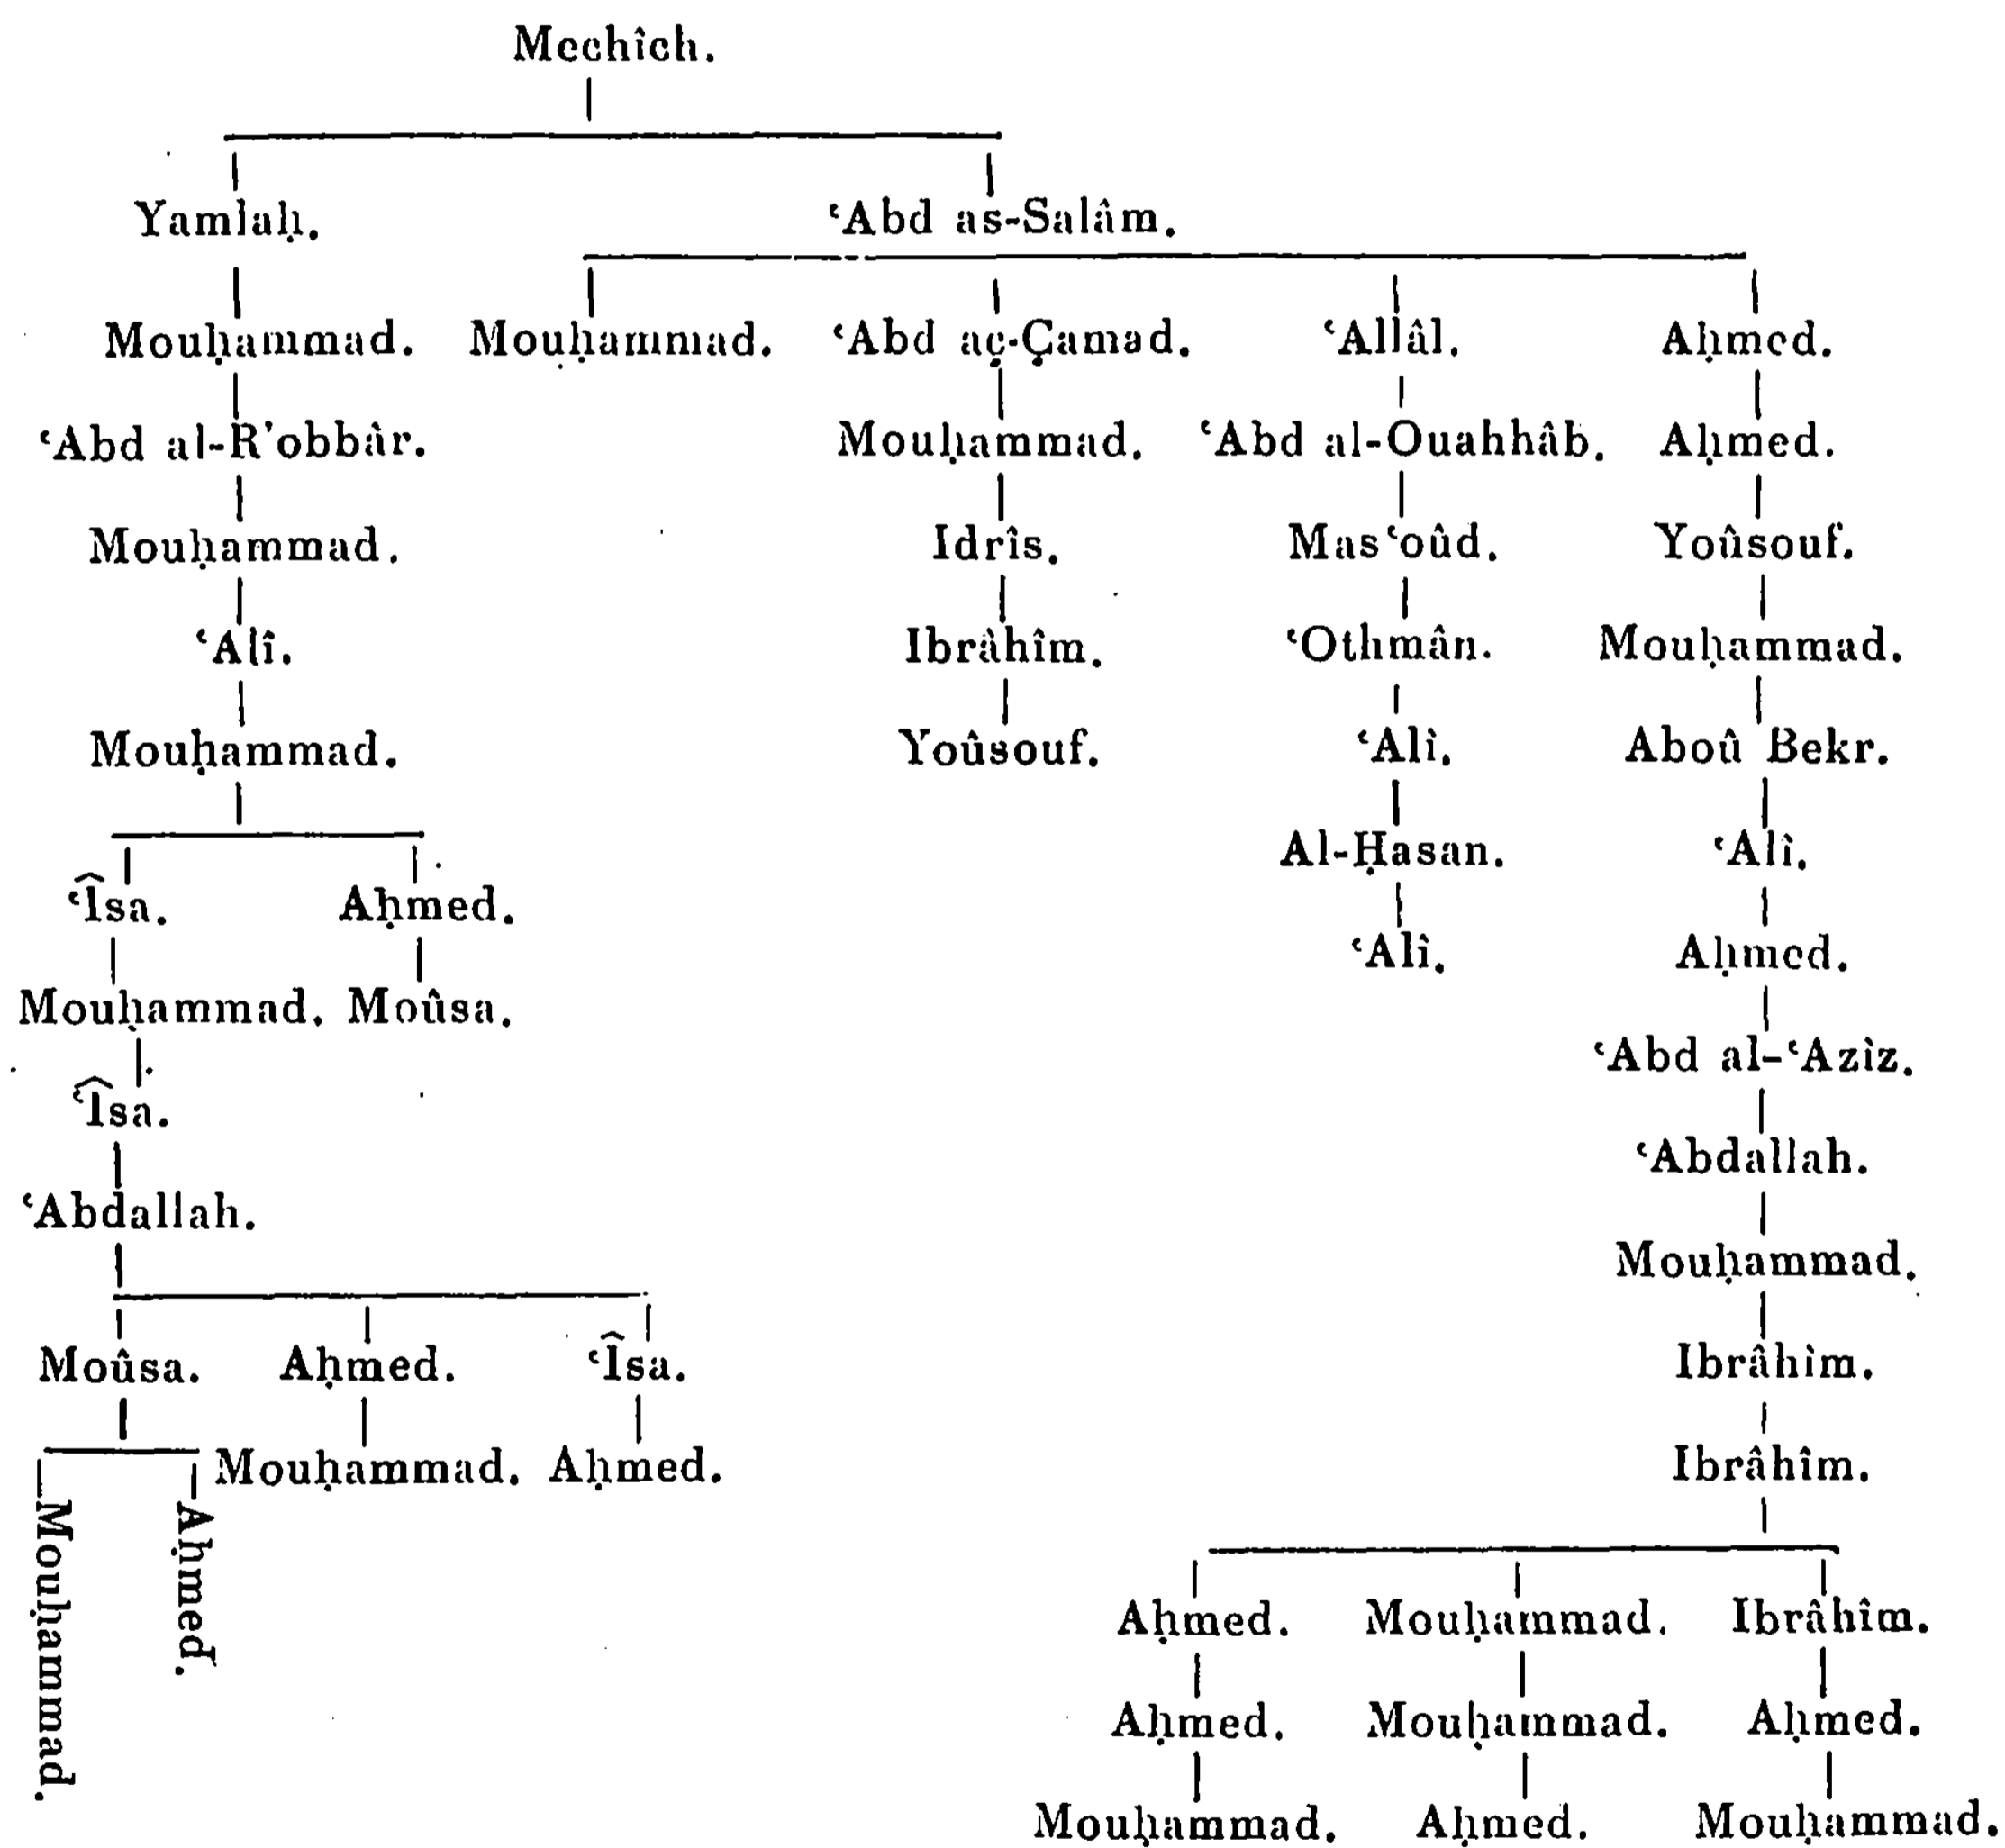 Mechîch.
Yamlaḥ. ʿAbd as-Salâm.
Mouḥammad. Mouḥammad. ʿAbd aç-Çamad. ʿAllâl. Aḥmed.
ʿAbd al-R'obbâr. Mouḥammad. ʿAbd al-Ouahhâb. Aḥmed.
Mouḥammad. Idrîs. Masʿoûd. Yoûsouf.
ʿAlî. Ibrâhîm. ʿOthmân. Mouḥammad.
Mouḥammad. Yoûsouf. ʿAlî. Aboû Bekr.
Al-Ḥasan. ʿAlî.
ʿÎsa. Aḥmed.
ʿAlî. Aḥmed.
Mouḥammad. Moûsa.
ʿAbd al-ʿAzîz.
ʿÎsa.
ʿAbdallah.
ʿAbdallah.
Mouḥammad.
Moûsa. Aḥmed. ʿÎsa. Ibrâhîm.
Mouḥammad. Aḥmed. Ibrâhîm.
Mouḥammad.
Aḥmed.
Aḥmed. Mouḥammad. Ibrâhîm.
Aḥmed. Mouḥammad. Aḥmed.
Mouḥammad. Aḥmed. Mouḥammad.